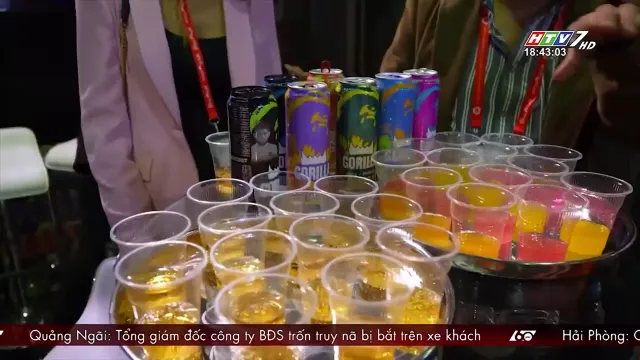 HTV7 HD
18:43:03
GORILLA
Quảng Ngãi: Tổng giám đốc công ty BĐS trốn truy nã bị bắt trên xe khách
60
Hải Phòng: